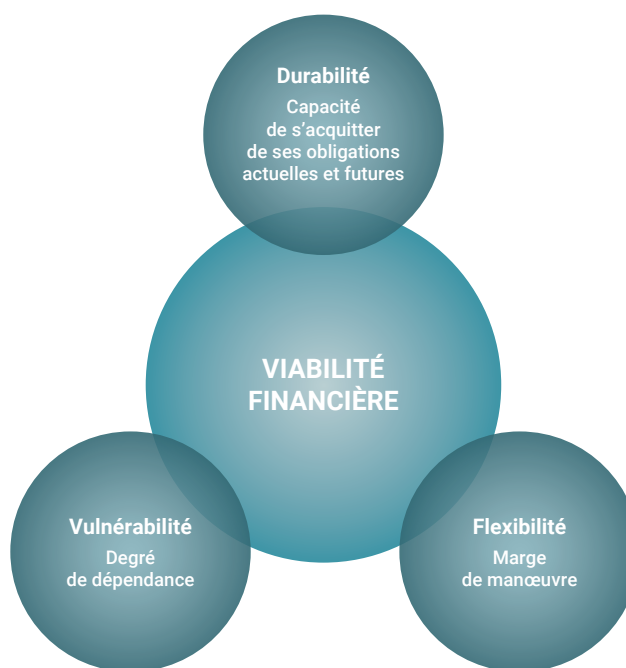 Durabilité
Capacité
de s’acquitter
de ses obligations
actuelles et futures
VIABILITÉ
FINANCIÈRE
Vulnérabilité
Degré
de dépendance
Flexibilité
Marge
de manœuvre